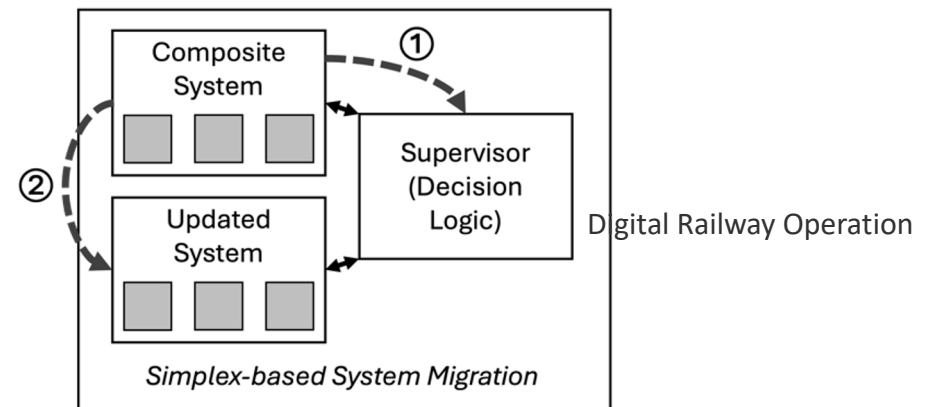 Composite
System
①
②
Supervisor
(Decision
Logic)
Updated
System
Digital Railway Operation
Simplex-based System Migration